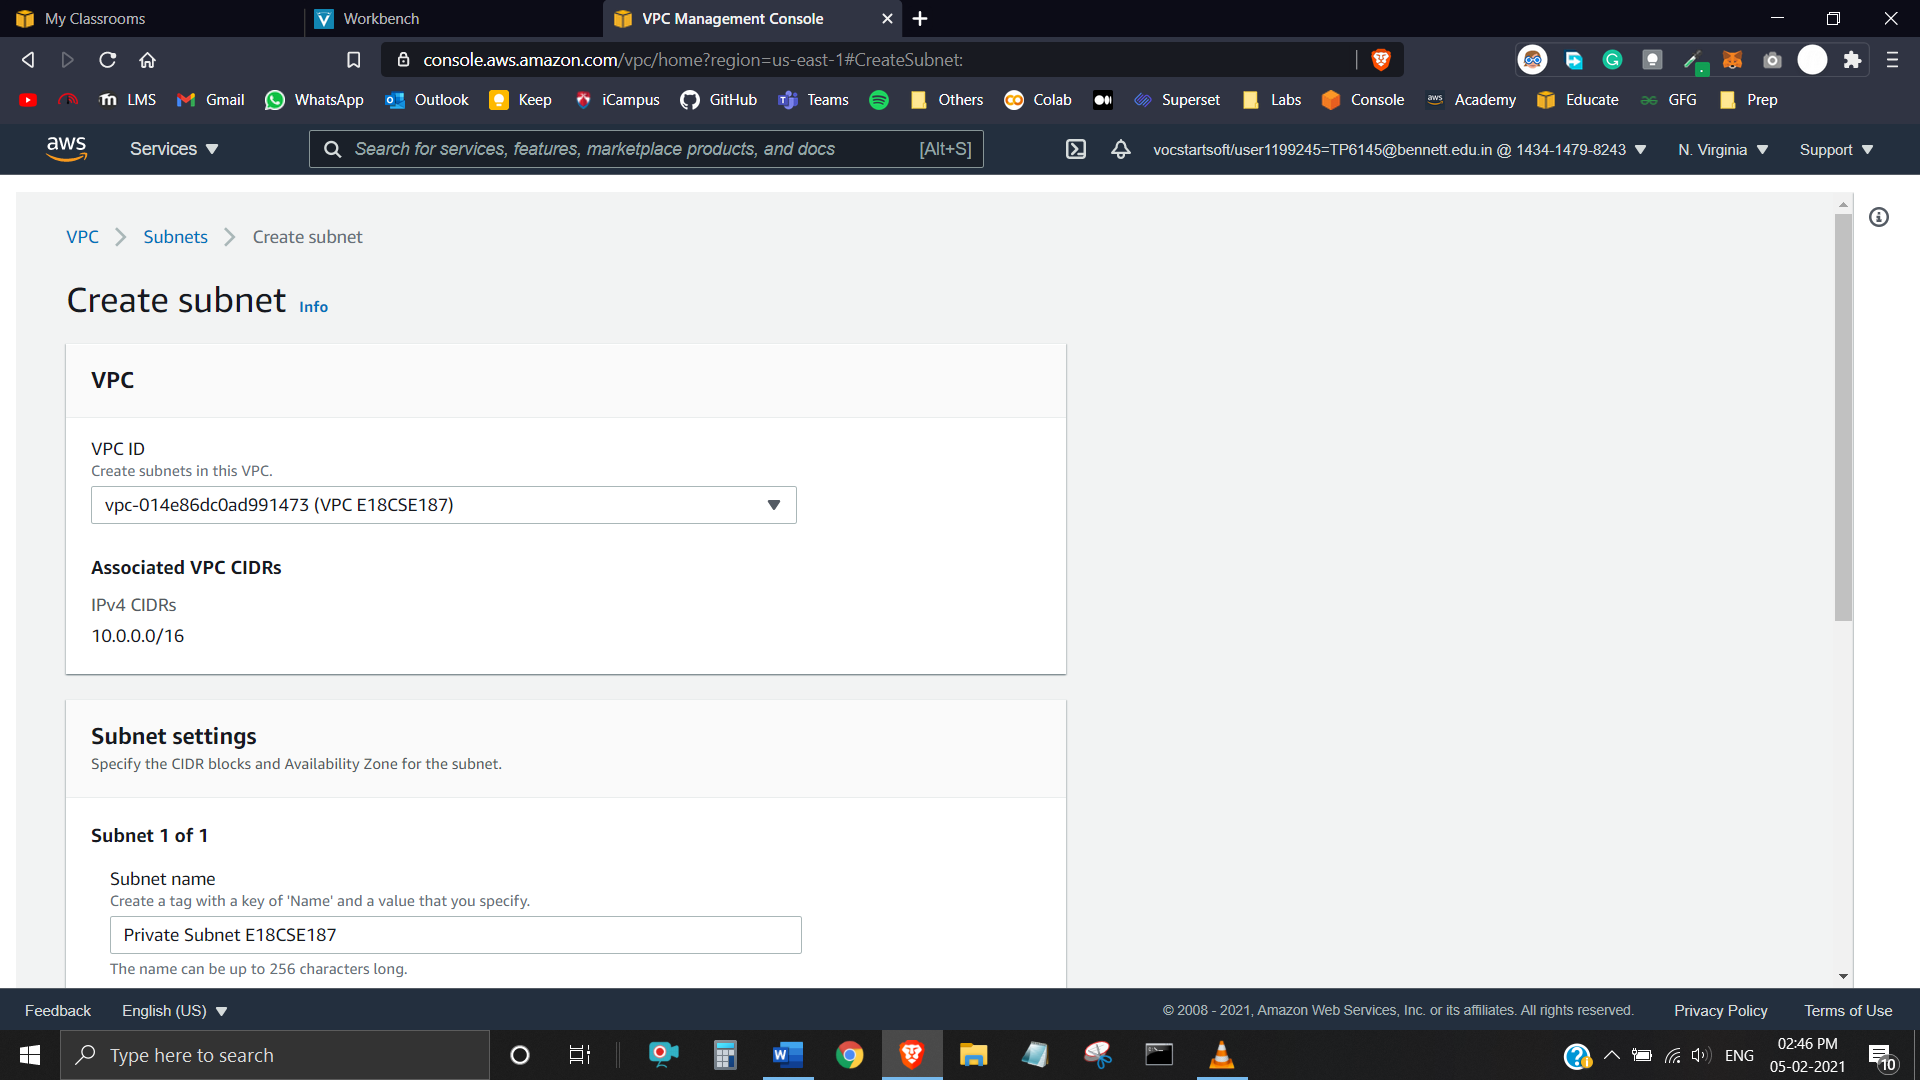 My Classrooms
Workbench
VPC Management Console
console.aws.amazon.com/vpc/home?region=us-east-1#CreateSubnet:
LMS Gmail WhatsApp Outlook Keep iCampus GitHub Teams Others Colab Superset Labs Console aws Academy Educate GFG Prep
aws Services Search for services, features, marketplace products, and docs [Alt+S] vocstartsoft/user1199245=TP6145@bennett.edu.in @ 1434-1479-8243 N. Virginia Support
VPC Subnets Create subnet
Create subnet Info
VPC
VPC ID
Create subnets in this VPC.
vpc-014e86dc0ad991473 (VPC E18CSE187)
Associated VPC CIDRs
IPv4 CIDRs
10.0.0.0/16
Subnet settings
Specify the CIDR blocks and Availability Zone for the subnet.
Subnet 1 of 1
Subnet name
Create a tag with a key of 'Name' and a value that you specify.
Private Subnet E18CSE187
The name can be up to 256 characters long.
Feedback English (US) © 2008 - 2021, Amazon Web Services, Inc. or its affiliates. All rights reserved. Privacy Policy Terms of Use
Type here to search
ENG
02:46 PM
05-02-2021
10